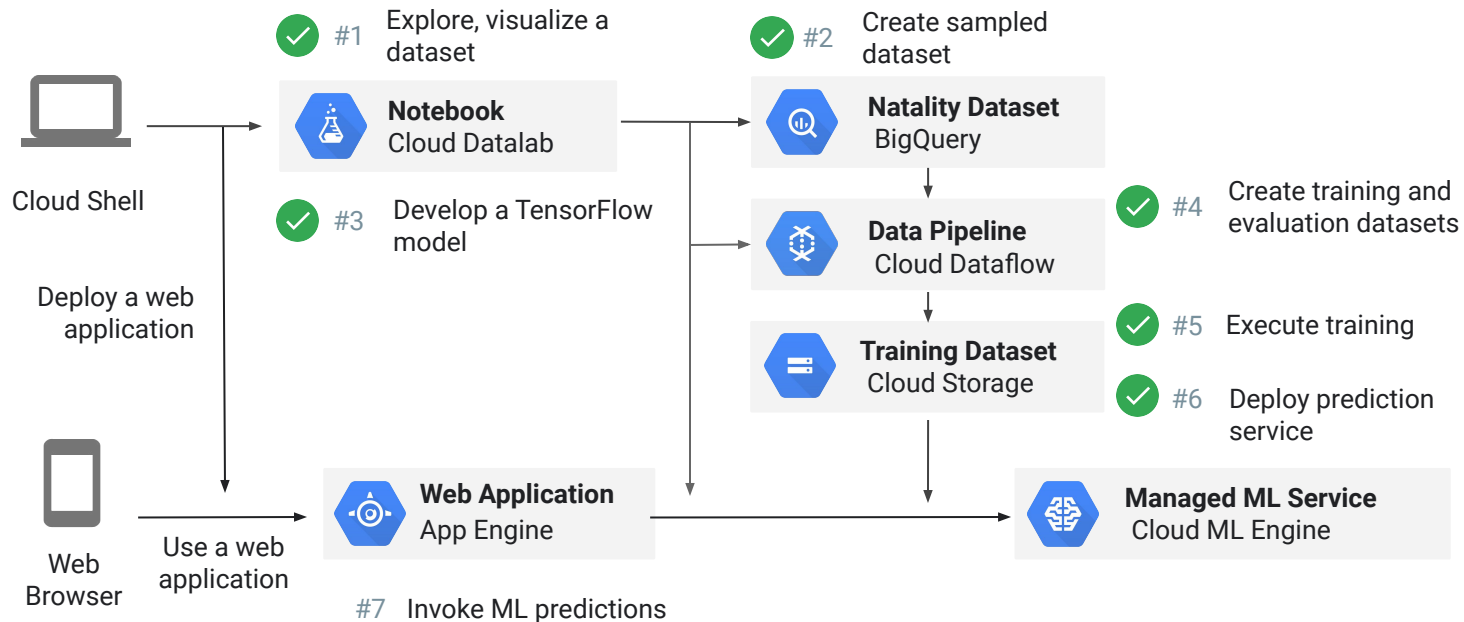 #1 Explore, visualize a
dataset
#2 Create sampled
dataset
Notebook
Cloud Datalab
Natality Dataset
BigQuery
Cloud Shell
#3 Develop a TensorFlow
model
#4 Create training and
evaluation datasets
Data Pipeline
Cloud Dataflow
Deploy a web
application
#5 Execute training
Training Dataset
Cloud Storage
#6 Deploy prediction
service
Web Application
App Engine
Managed ML Service
Cloud ML Engine
Web
Browser
Use a web
application
#7 Invoke ML predictions